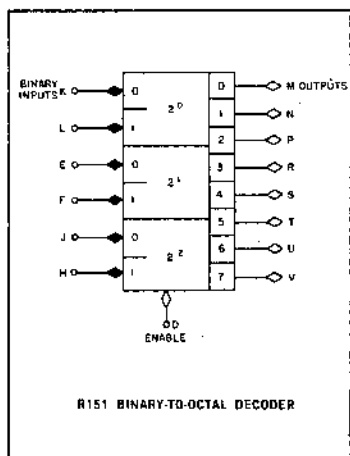 BINARY INPUTS
K 0 2⁰ 0 M OUTPUTS
1 N
L 1 2 P
E 0 2¹ 3 R
F 1 4 S
5 T
J 0 2² 6 U
H 1 7 V
D
ENABLE
R151 BINARY-TO-OCTAL DECODER